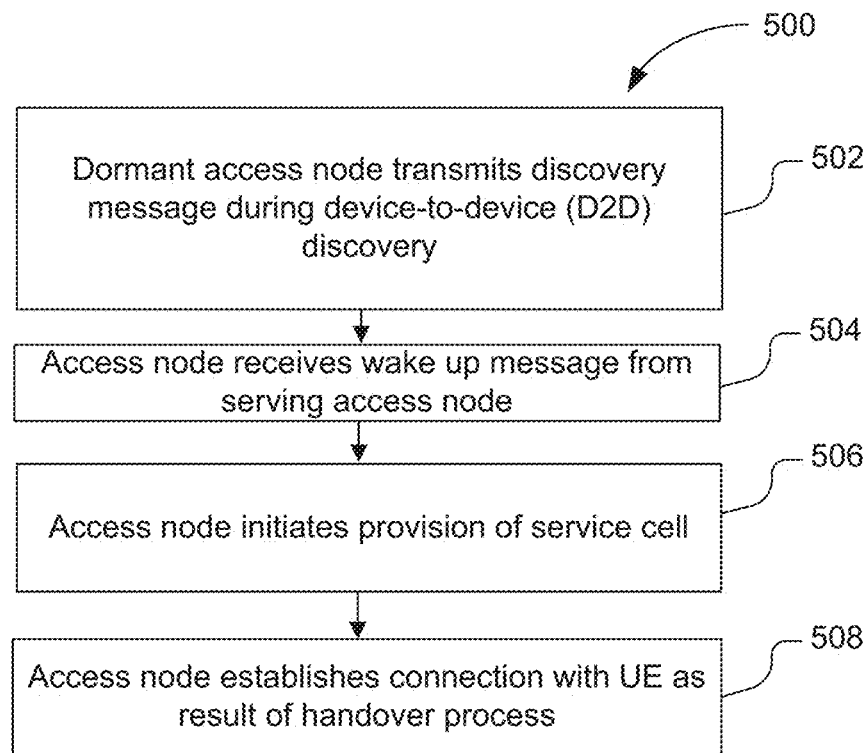 500
Dormant access node transmits discovery
message during device-to-device (D2D)
discovery
502
Access node receives wake up message from
serving access node
504
Access node initiates provision of service cell
506
Access node establishes connection with UE as
result of handover process
508